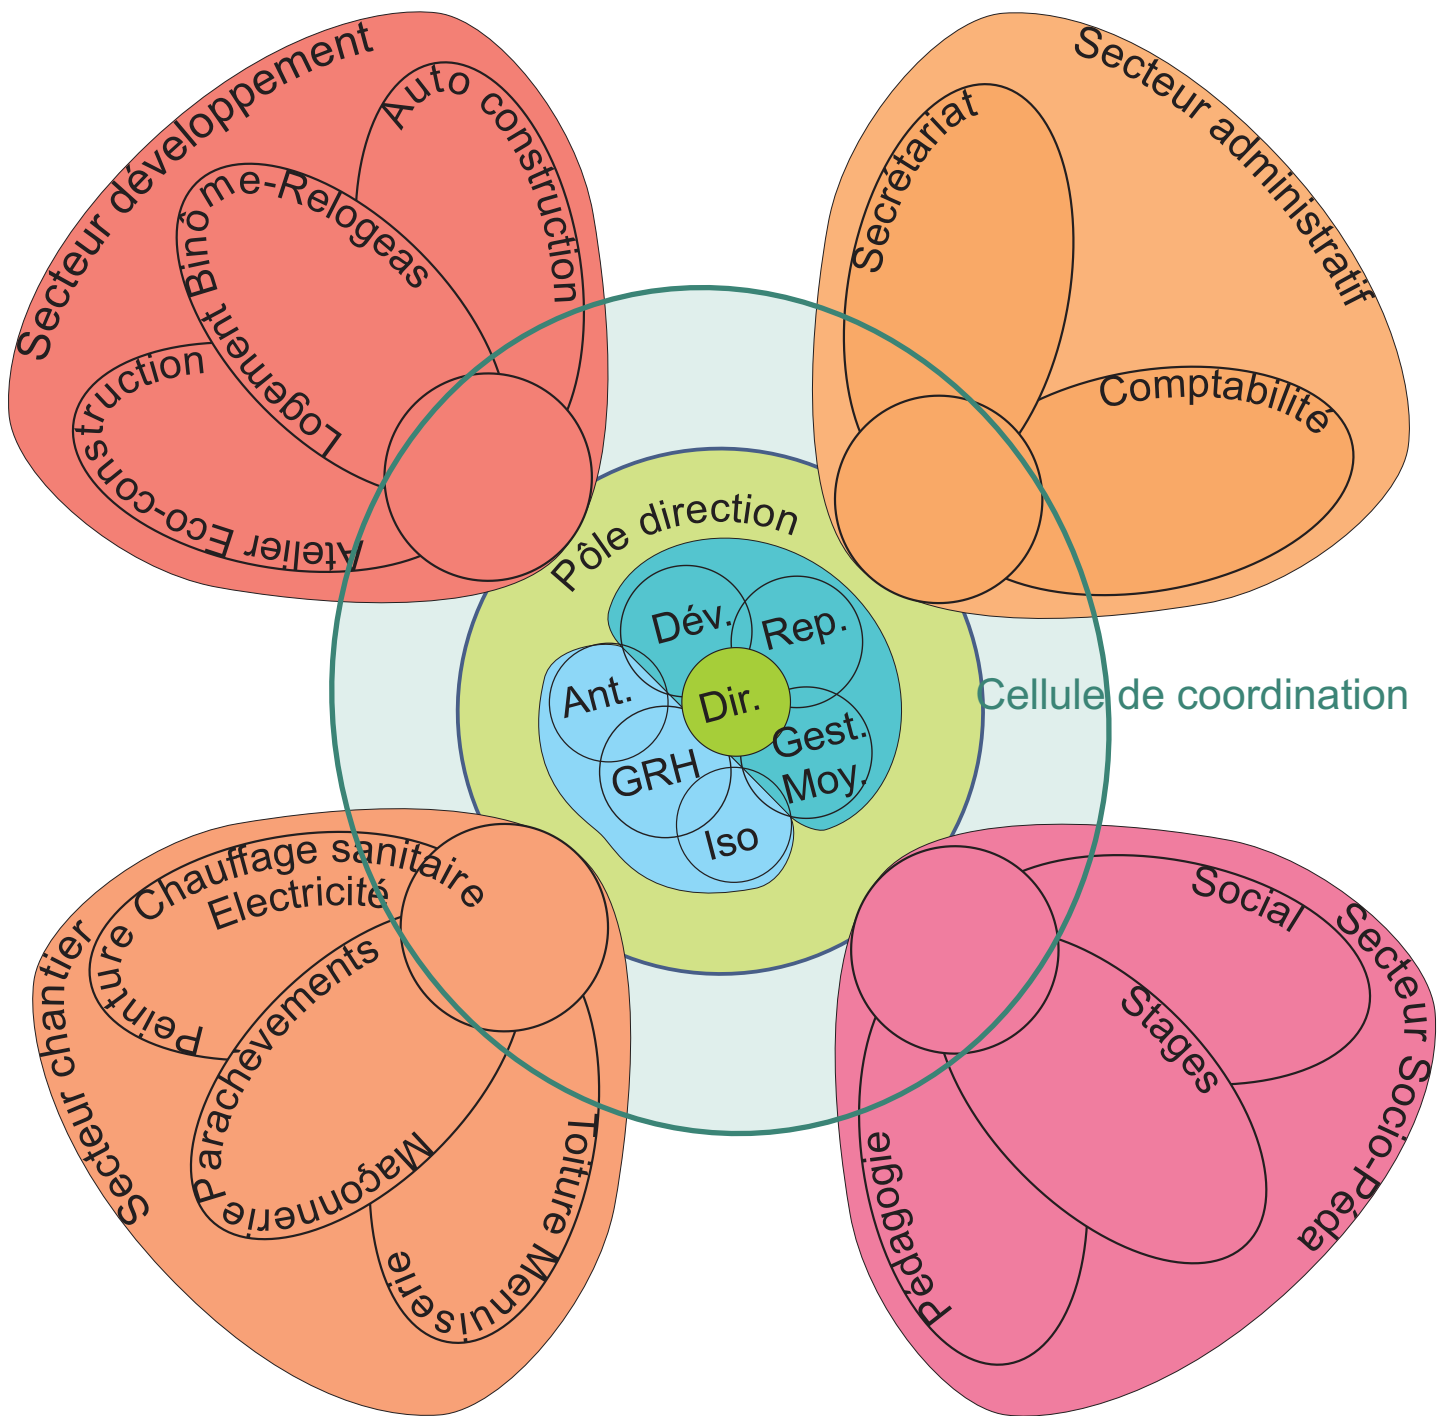 Secteur développement
Auto construction
Logement Binôme-Relogeas
Atelier Eco-construction
Secteur administratif
Secrétariat
Comptabilité
Pôle direction
Dév.
Rep.
Ant.
Dir.
GRH
Gest.
Moy.
Iso
Cellule de coordination
Secteur chantier
Peinture Chauffage sanitaire
Electricité
Parachèvements
Maçonnerie
Toiture Menuiserie
Secteur Socio-Péda
Social
Stages
Pédagogie